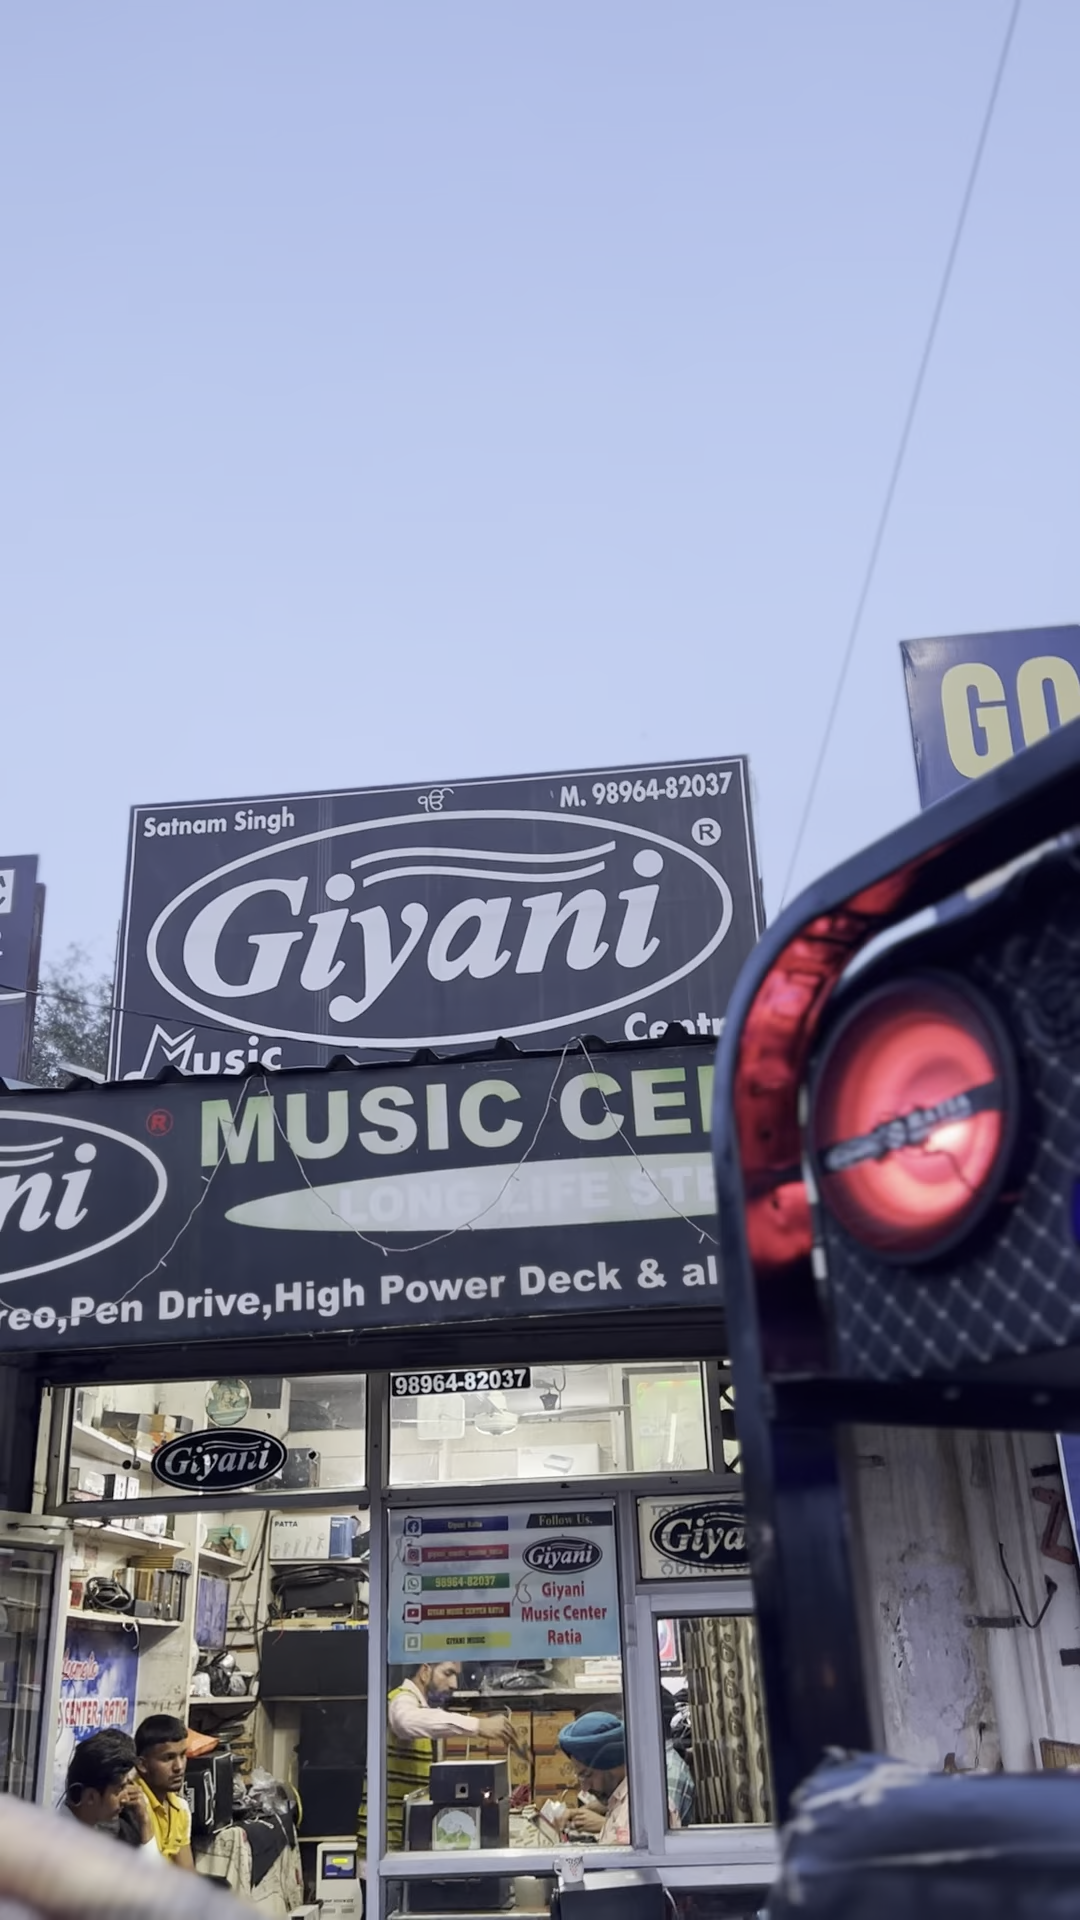 GO
Satnam Singh
ੴ
M. 98964-82037
Giyani
®
Music
Centr
ni
®
MUSIC CE
LONG LIFE STE
reo,Pen Drive,High Power Deck & al
98964-82037
Giyani
PATTA
Follow Us.
Giyani Ratia
98964-82037
GIYANI MUSIC CENTER RATIA
GIYANI MUSIC
Giyani
Giyani
Music Center
Ratia
Giya
CENTER, RATIA